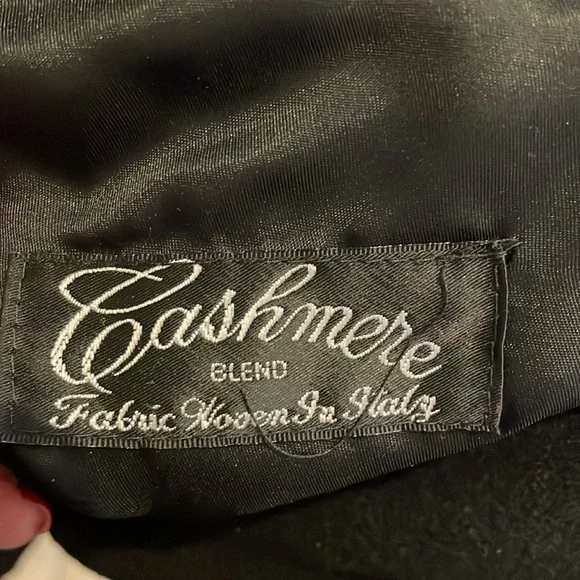 Cashmere
BLEND
Fabric Woven In Italy